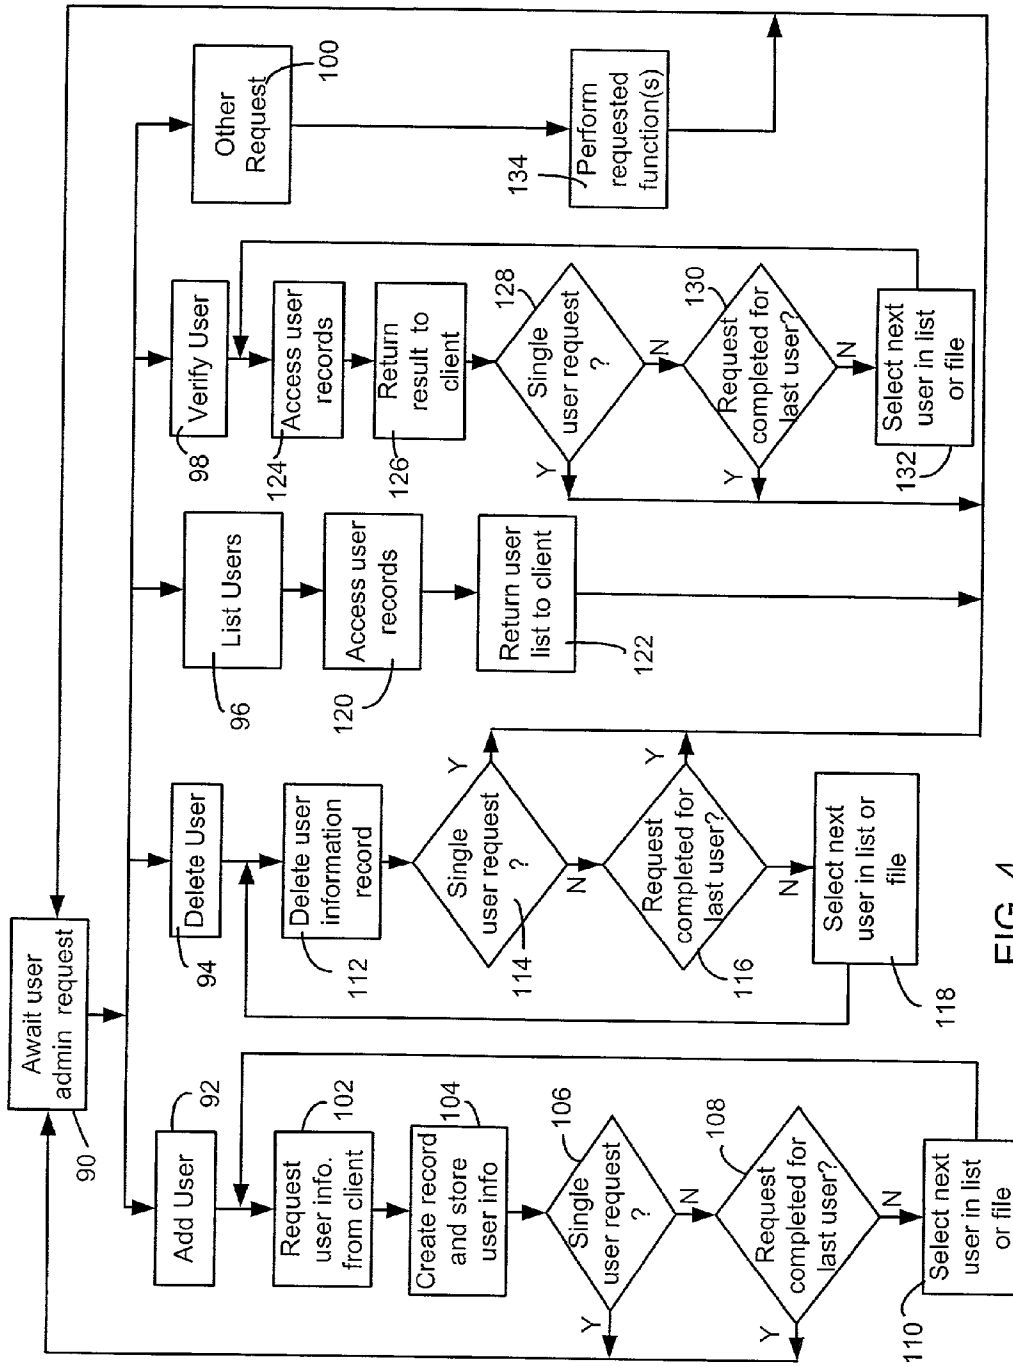 Await user
admin request
90
Add User
92
Request
user info.
from client
102
Create record
and store
user info
104
Single
user request
?
106
Y
N
Request
completed for
last user?
108
Y
N
Select next
user in list
or file
110
Delete User
94
Delete user
information
record
112
Single
user request
?
114
Y
N
Request
completed for
last user?
116
Y
N
Select next
user in list or
file
118
List Users
96
Access user
records
120
Return user
list to client
122
Verify User
98
Access user
records
124
Return
result to
client
126
Single
user request
?
128
Y
N
Request
completed for
last user?
130
Y
N
Select next
user in list
or file
132
Other
Request
100
Perform
requested
function(s)
134
FIG. 4